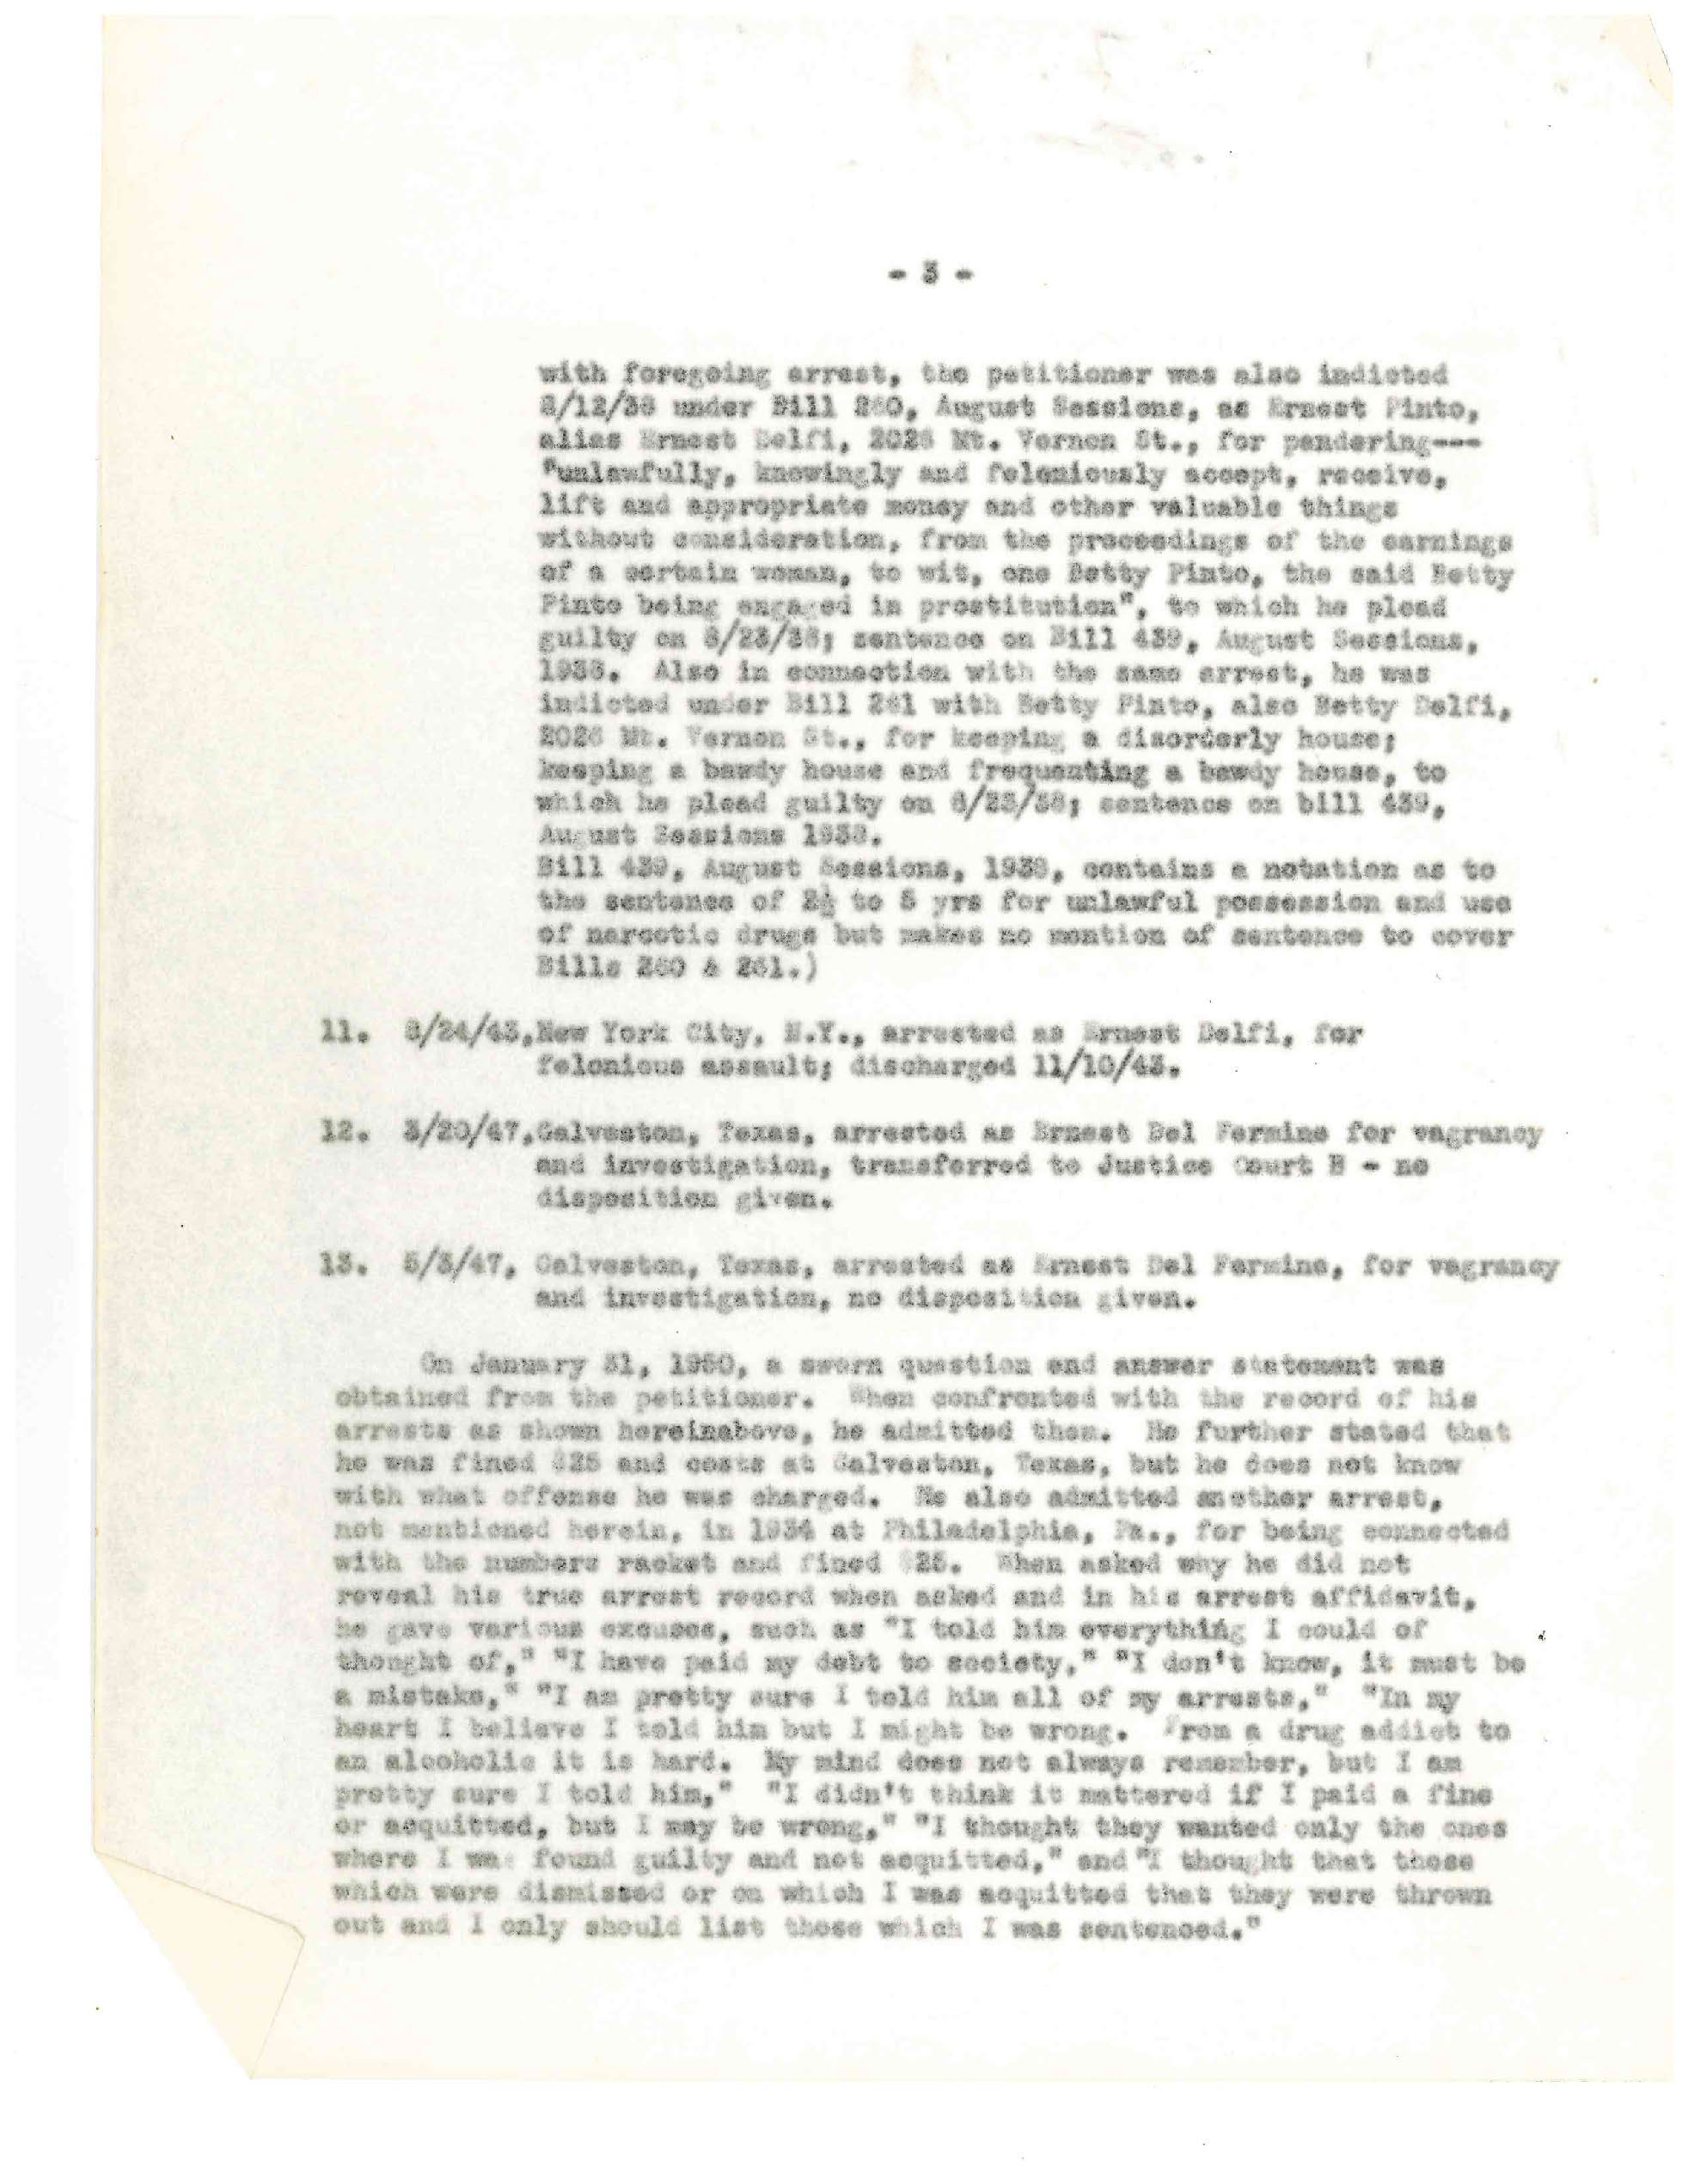 - 3 -
with foregoing arrest, the petitioner was also indicted
8/12/38 under Bill 260, August Sessions, as Ernest Pinto,
alias Ernest Delfi, 2026 Mt. Vernon St., for pandering---
"unlawfully, knowingly and feloniously accept, receive,
lift and appropriate money and other valuable things
without consideration, from the proceedings of the earnings
of a certain woman, to wit, one Betty Pinto, the said Betty
Pinto being engaged in prostitution", to which he plead
guilty on 8/23/38; sentence on Bill 439, August Sessions,
1938. Also in connection with the same arrest, he was
indicted under Bill 261 with Betty Pinto, also Betty Delfi,
2026 Mt. Vernon St., for keeping a disorderly house;
keeping a bawdy house and frequenting a bawdy house, to
which he plead guilty on 8/23/38; sentence on bill 439,
August Sessions 1938.
Bill 439, August Sessions, 1938, contains a notation as to
the sentence of 2½ to 5 yrs for unlawful possession and use
of narcotic drugs but makes no mention of sentence to cover
Bills 260 & 261.)
11. 8/24/43, New York City, N.Y., arrested as Ernest Delfi, for
felonious assault; discharged 11/10/43.
12. 3/20/47, Galveston, Texas, arrested as Ernest Del Fermine for vagrancy
and investigation, transferred to Justice Court B - no
disposition given.
13. 5/3/47, Galveston, Texas, arrested as Ernest Del Fermine, for vagrancy
and investigation, no disposition given.
On January 31, 1950, a sworn question and answer statement was
obtained from the petitioner. When confronted with the record of his
arrests as shown hereinabove, he admitted them. He further stated that
he was fined $25 and costs at Galveston, Texas, but he does not know
with what offense he was charged. He also admitted another arrest,
not mentioned herein, in 1934 at Philadelphia, Pa., for being connected
with the numbers racket and fined $25. When asked why he did not
reveal his true arrest record when asked and in his arrest affidavit,
he gave various excuses, such as "I told him everything I could of
thought of," "I have paid my debt to society," "I don't know, it must be
a mistake," "I am pretty sure I told him all of my arrests," "In my
heart I believe I told him but I might be wrong. From a drug addict to
an alcoholic it is hard. My mind does not always remember, but I am
pretty sure I told him," "I didn't think it mattered if I paid a fine
or acquitted, but I may be wrong," "I thought they wanted only the ones
where I was found guilty and not acquitted," and "I thought that those
which were dismissed or on which I was acquitted that they were thrown
out and I only should list those which I was sentenced."